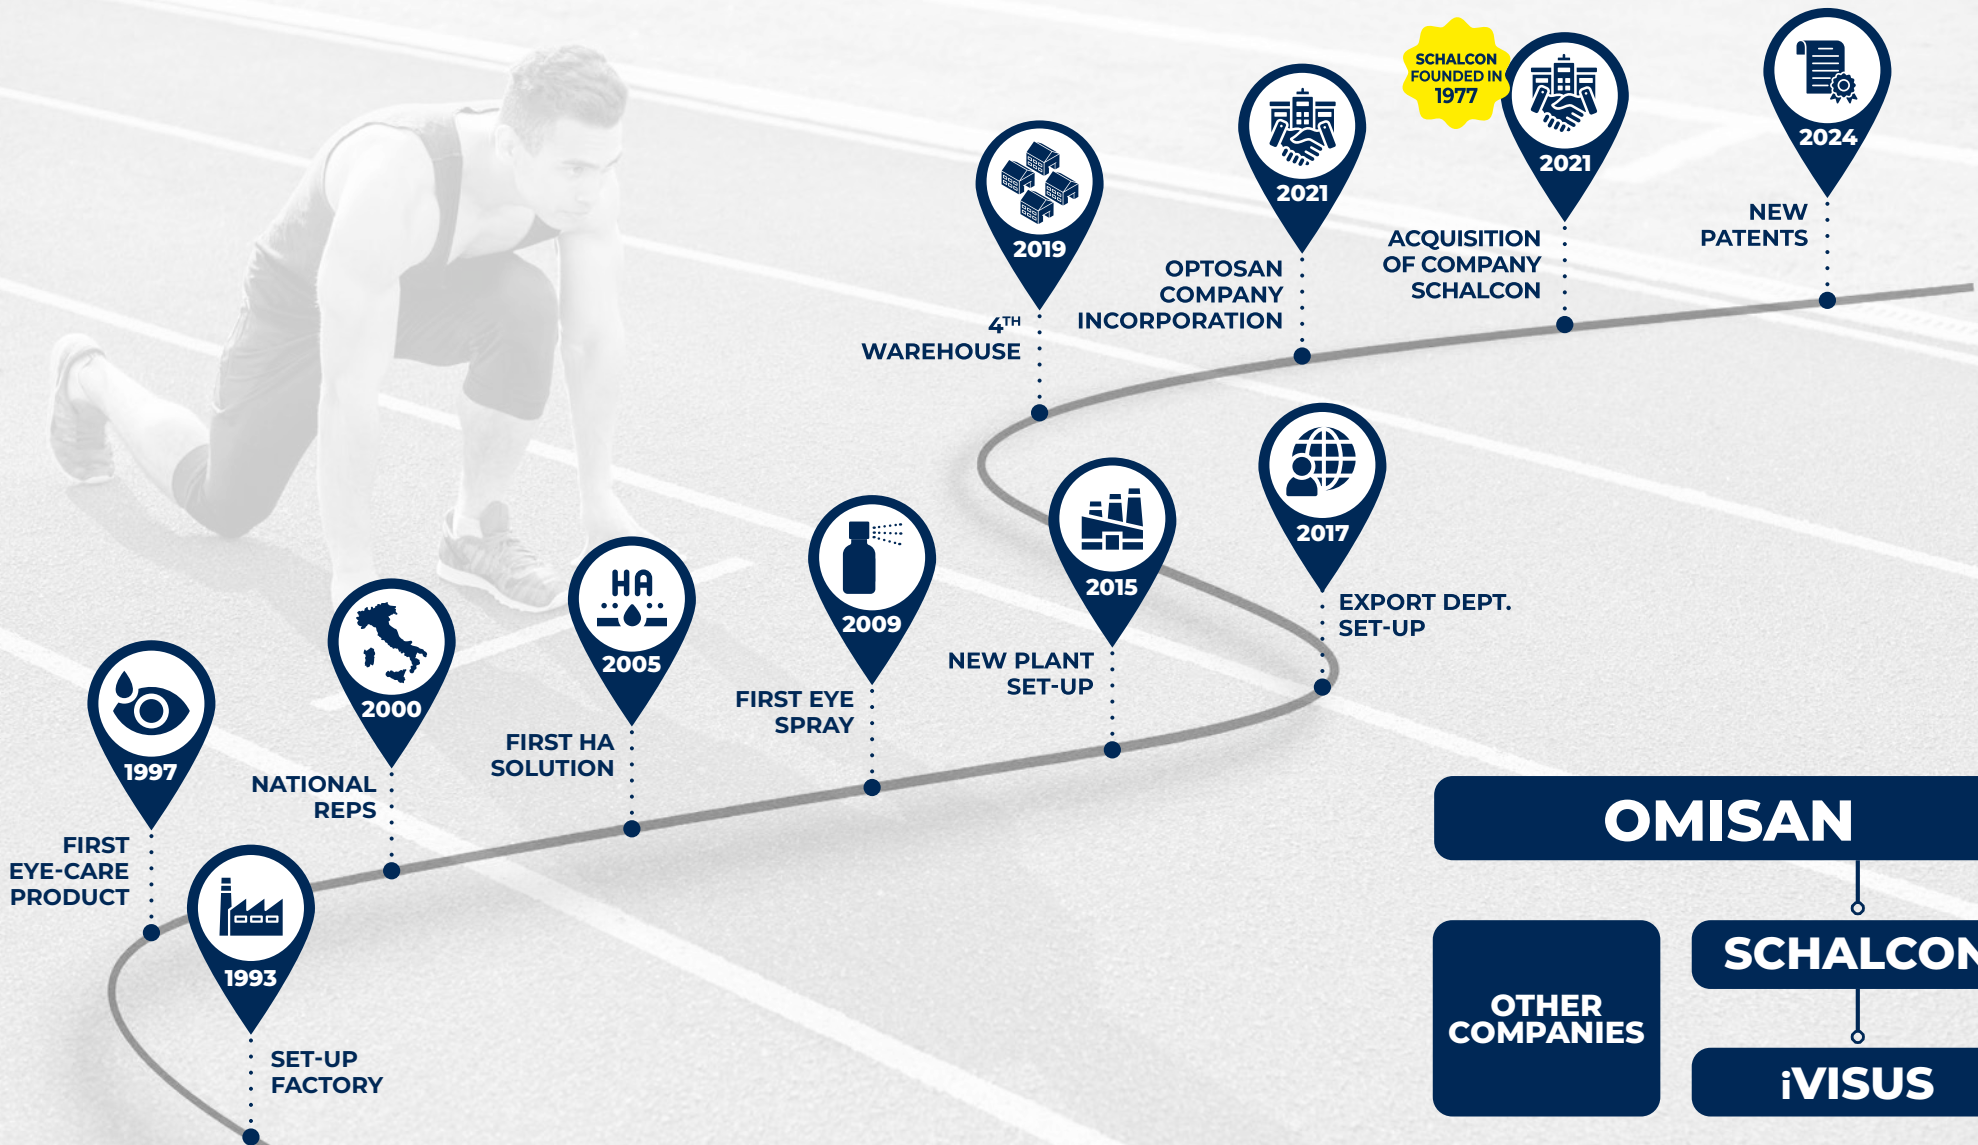 SCHALCON
FOUNDED IN
1977
2024
NEW
PATENTS
2021
ACQUISITION
OF COMPANY
SCHALCON
2021
OPTOSAN
COMPANY
INCORPORATION
2019
4TH
WAREHOUSE
2017
EXPORT DEPT.
SET-UP
2015
NEW PLANT
SET-UP
2009
FIRST EYE
SPRAY
HA
2005
FIRST HA
SOLUTION
2000
NATIONAL
REPS
1997
FIRST
EYE-CARE
PRODUCT
1993
SET-UP
FACTORY
OMISAN
OTHER
COMPANIES
SCHALCON
iVISUS